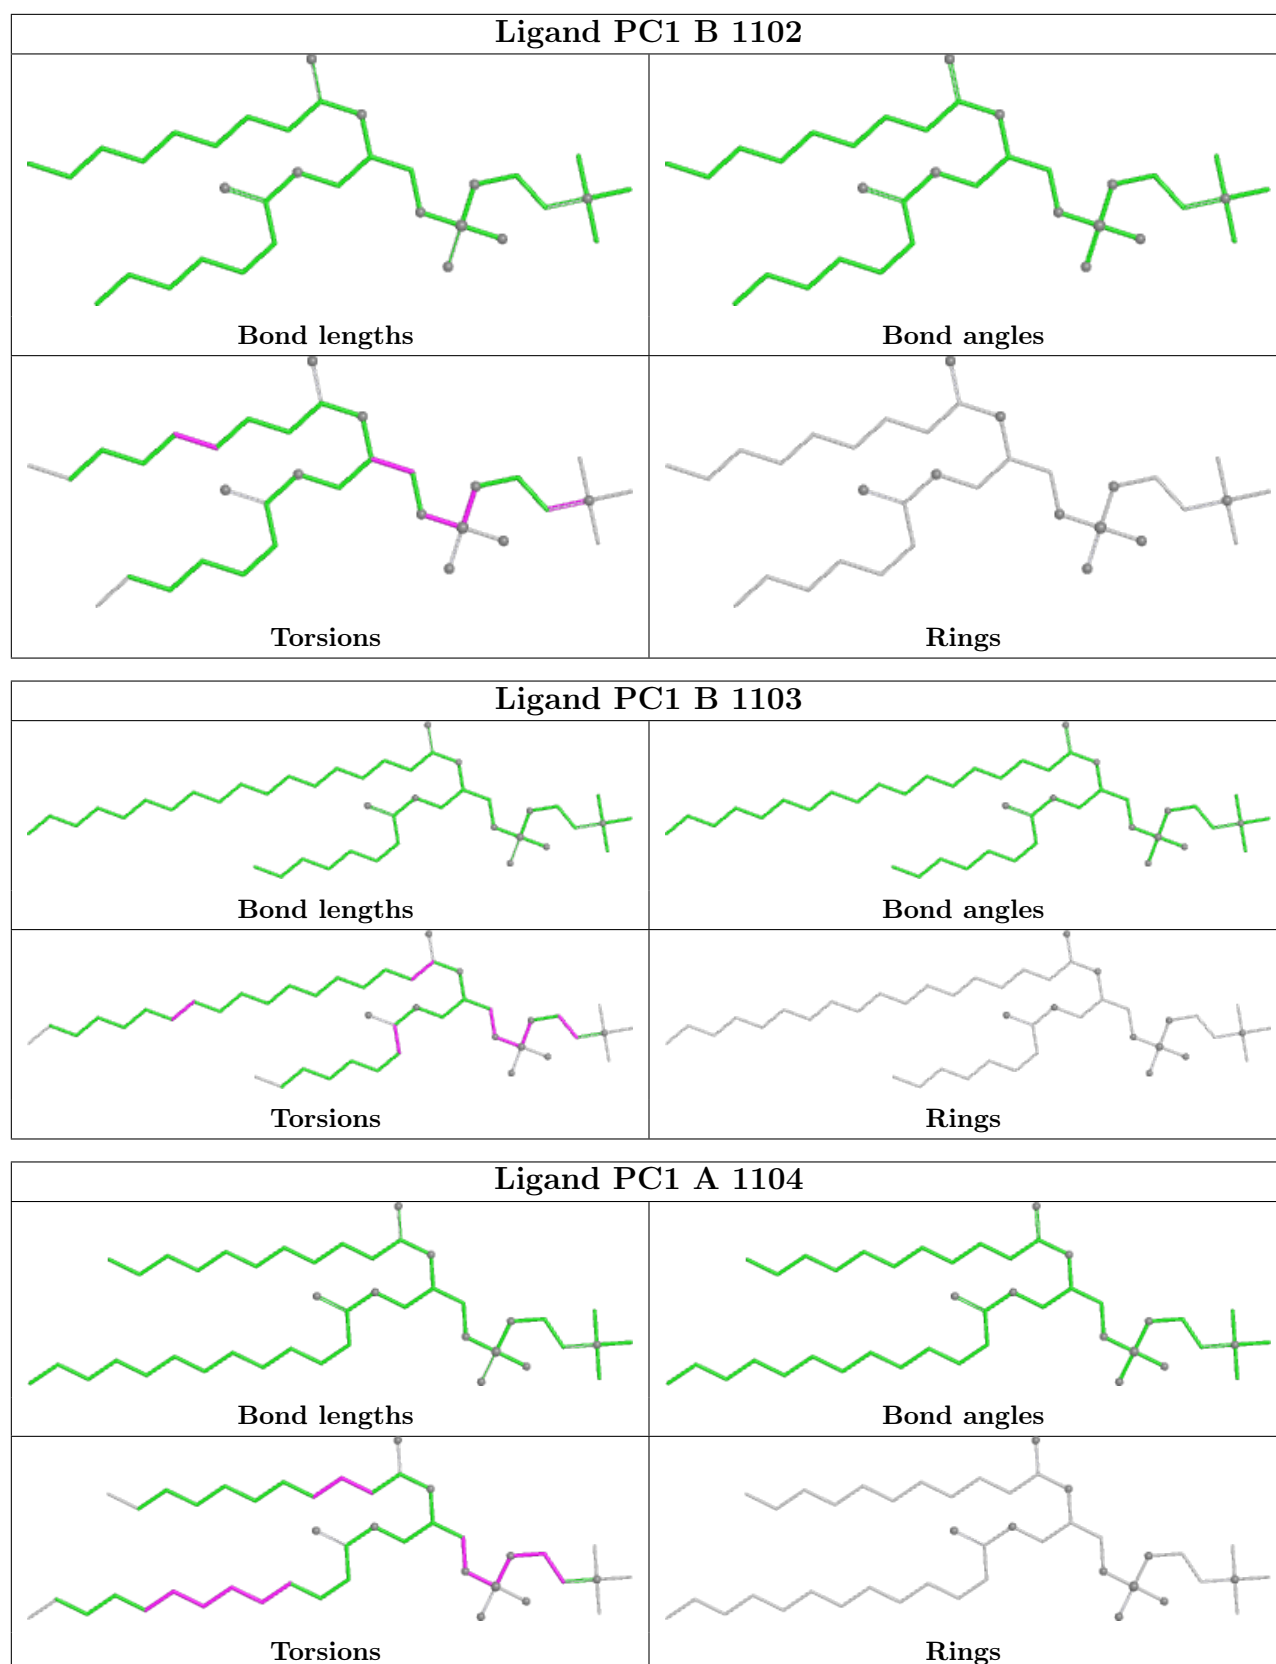 Ligand PC1 B 1102
Bond lengths
Bond angles
Torsions
Rings
Ligand PC1 B 1103
Bond lengths
Bond angles
Torsions
Rings
Ligand PC1 A 1104
Bond lengths
Bond angles
Torsions
Rings